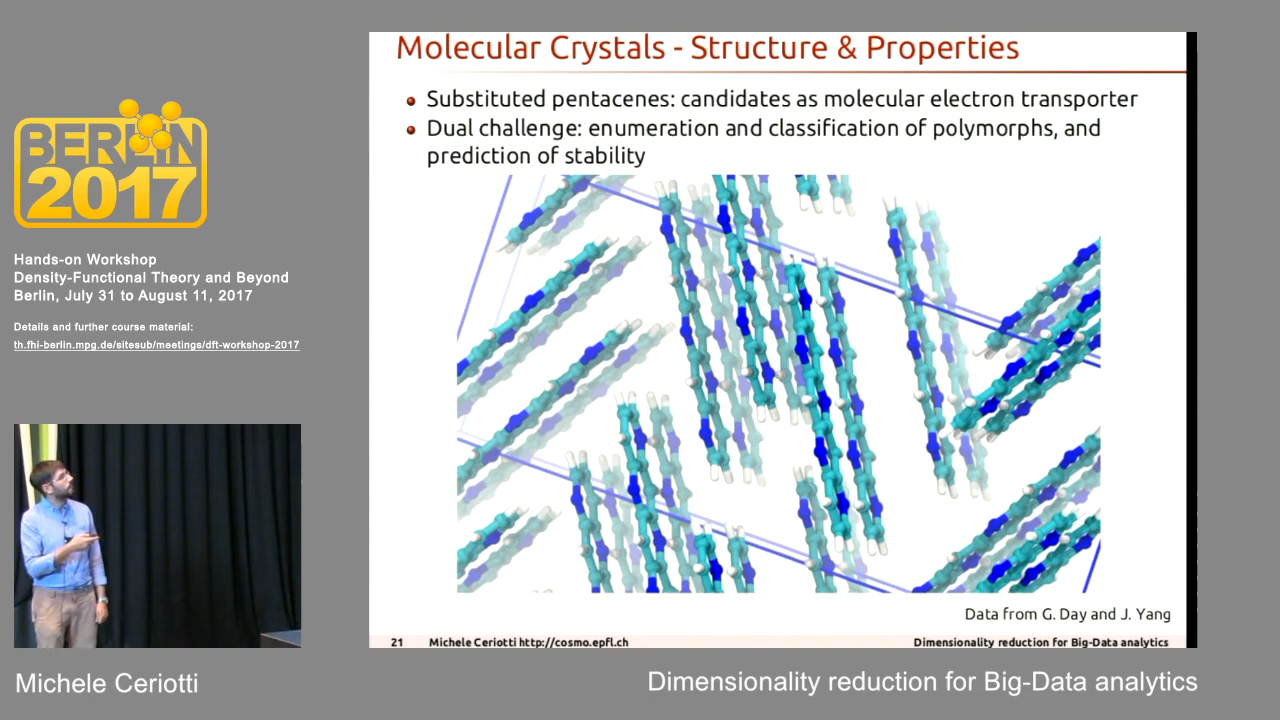 BERLIN
2017
Hands-on Workshop
Density-Functional Theory and Beyond
Berlin, July 31 to August 11, 2017
Details and further course material:
th.fhi-berlin.mpg.de/sitesub/meetings/dft-workshop-2017
Michele Ceriotti
Molecular Crystals - Structure & Properties
Substituted pentacenes: candidates as molecular electron transporter
Dual challenge: enumeration and classification of polymorphs, and
prediction of stability
Data from G. Day and J. Yang
21 Michele Ceriotti http://cosmo.epfl.ch Dimensionality reduction for Big-Data analytics
Dimensionality reduction for Big-Data analytics